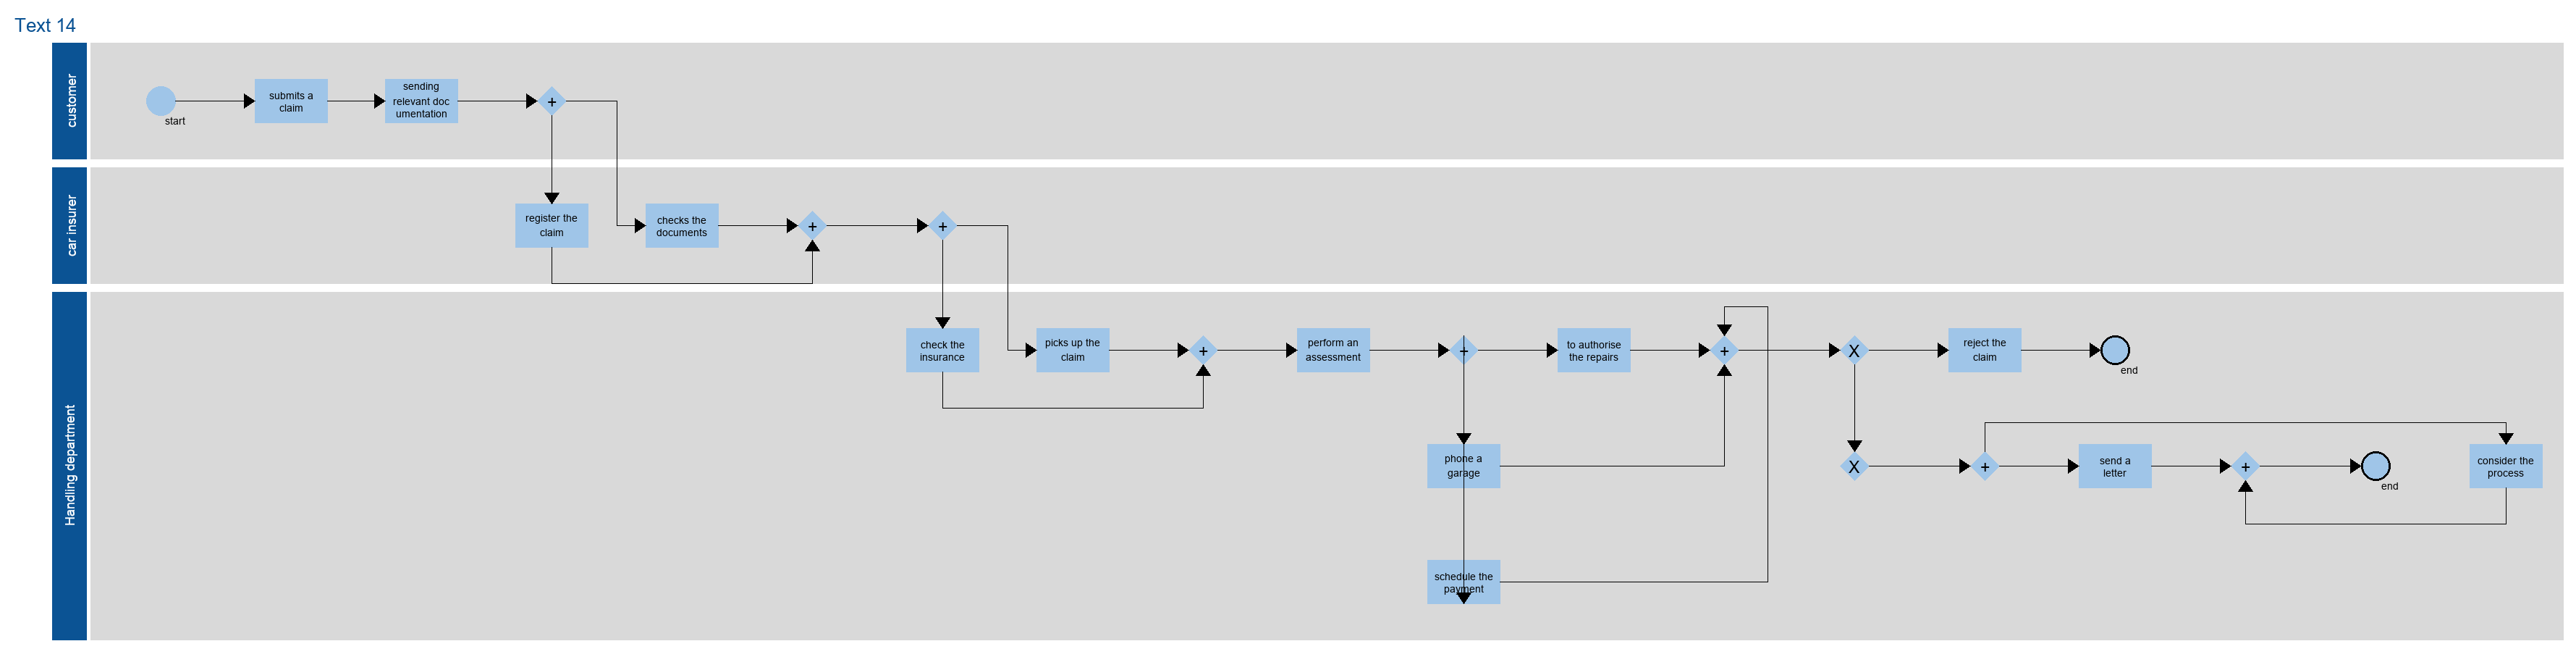 Text 14
customer
start
submits a
claim
sending
relevant doc
umentation
+
car insurer
register the
claim
checks the
documents
+
+
Handling department
check the
insurance
picks up the
claim
+
perform an
assessment
+
to authorise
the repairs
+
X
reject the
claim
end
phone a
garage
X
+
send a
letter
+
end
consider the
process
schedule the
payment